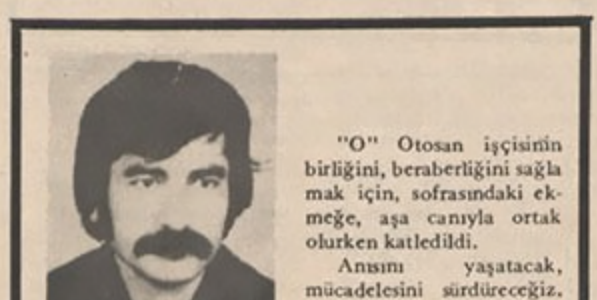 "O" Otosan işçisinin
birliğini, beraberliğini sağla
mak için, sofrasındaki ek-
meğe, aşa canıyla ortak
olurken katledildi.
Anısını yaşatacak,
mücadelesini sürdüreceğiz.